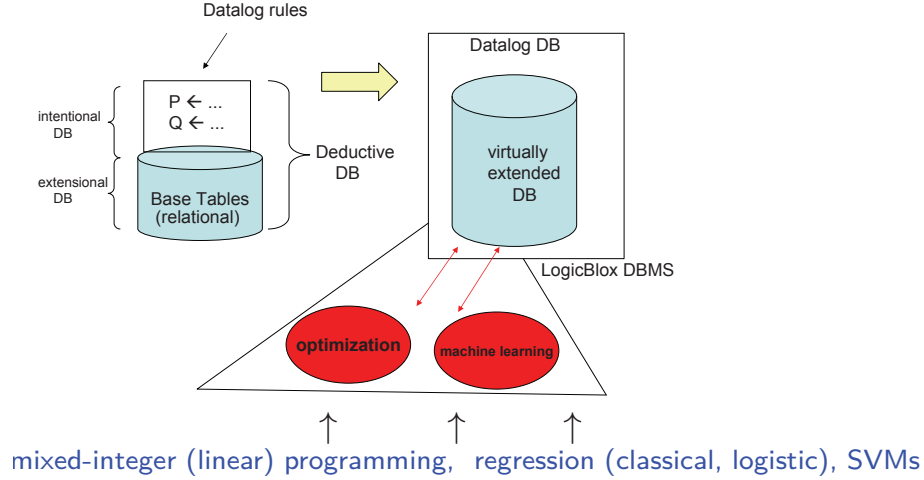 Datalog rules
P ← ...
Q ← ...
intentional
DB
extensional
DB
Base Tables
(relational)
Deductive
DB
Datalog DB
virtually
extended
DB
LogicBlox DBMS
optimization
machine learning
mixed-integer (linear) programming, regression (classical, logistic), SVMs